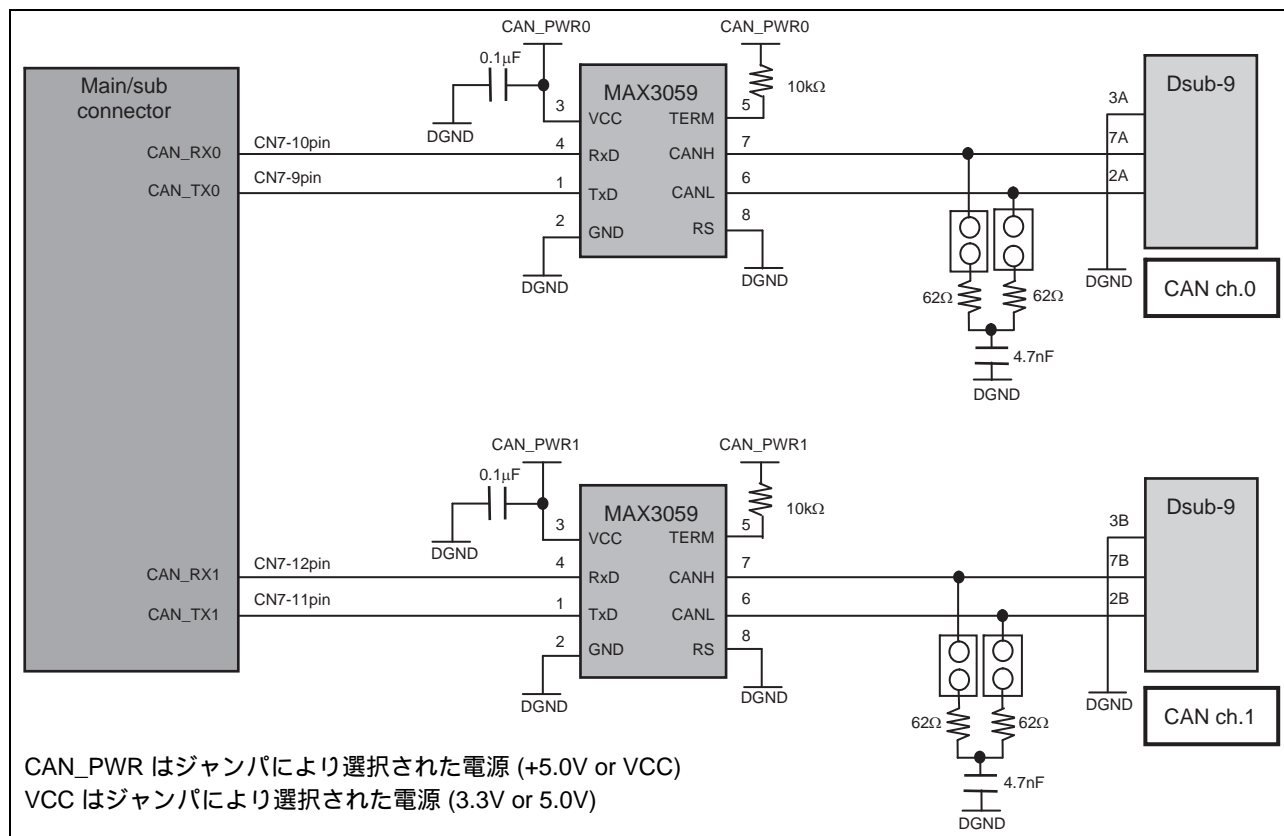 CAN_PWR0
CAN_PWR0
0.1μF
10kΩ
Main/sub
connector
MAX3059
Dsub-9
DGND
3
VCC
TERM
5
3A
CAN_RX0
CN7-10pin
4
RxD
CANH
7
7A
CAN_TX0
CN7-9pin
1
TxD
CANL
6
2A
2
GND
RS
8
DGND
DGND
DGND
62Ω
62Ω
CAN ch.0
4.7nF
DGND
CAN_PWR1
CAN_PWR1
0.1μF
10kΩ
MAX3059
Dsub-9
DGND
3
VCC
TERM
5
3B
CAN_RX1
CN7-12pin
4
RxD
CANH
7
7B
CAN_TX1
CN7-11pin
1
TxD
CANL
6
2B
2
GND
RS
8
DGND
DGND
DGND
62Ω
62Ω
CAN ch.1
4.7nF
DGND
CAN_PWR はジャンパにより選択された電源 (+5.0V or VCC)
VCC はジャンパにより選択された電源 (3.3V or 5.0V)